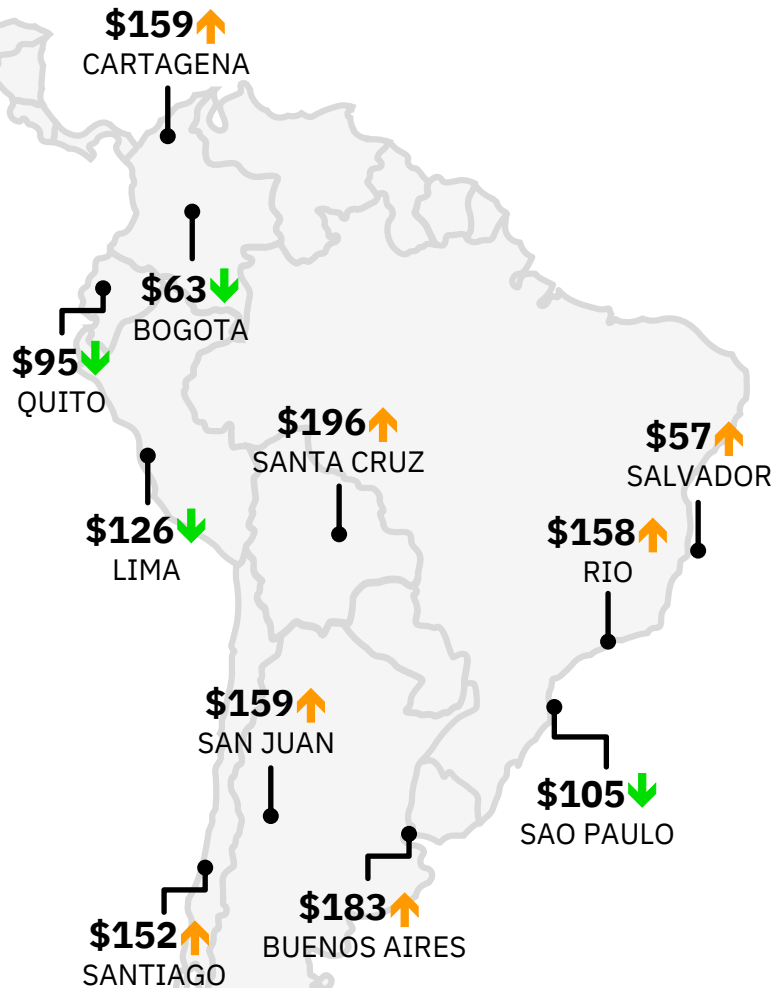 $159
CARTAGENA
$63
BOGOTA
$95
QUITO
$196
SANTA CRUZ
$57
SALVADOR
$126
LIMA
$158
RIO
$159
SAN JUAN
$105
SAO PAULO
$183
BUENOS AIRES
$152
SANTIAGO